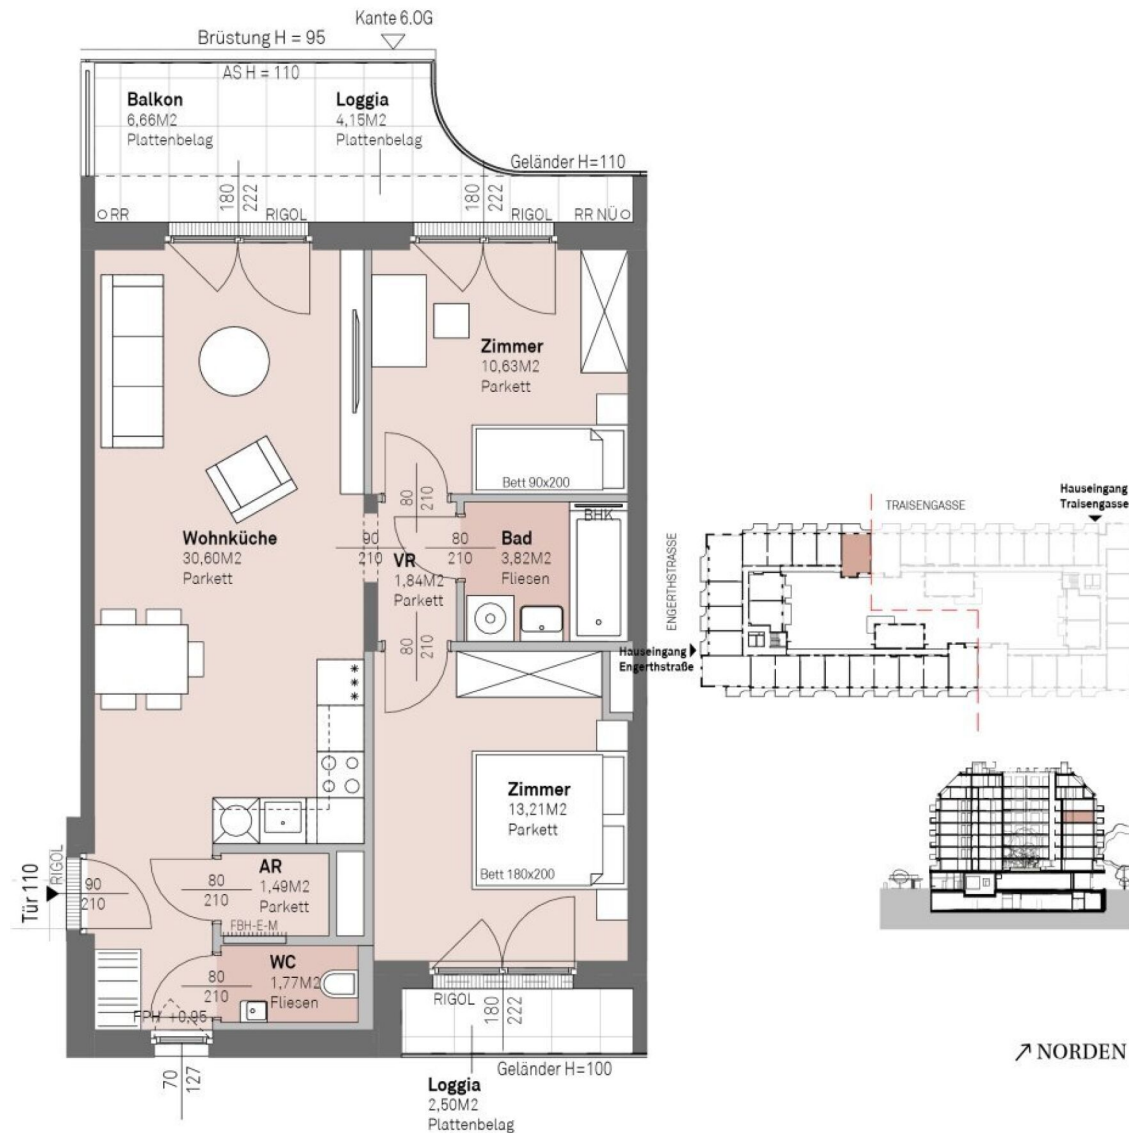 Kante 6.OG
Brüstung H = 95
AS H = 110
Balkon
6,66M2
Plattenbelag
Loggia
4,15M2
Plattenbelag
Geländer H=110
180
222
180
222
RR
RIGOL
RIGOL
RR NÜ
Zimmer
10,63M2
Parkett
Bett 90x200
80
210
BHK
Wohnküche
30,60M2
Parkett
90
210
VR
1,84M2
Parkett
80
210
Bad
3,82M2
Fliesen
80
210
Zimmer
13,21M2
Parkett
Bett 180x200
Tür 110
RIGOL
90
210
80
210
AR
1,49M2
Parkett
FBH-E-M
80
210
WC
1,77M2
Fliesen
FPH +0,95
70
127
RIGOL
180
222
Geländer H=100
Loggia
2,50M2
Plattenbelag
TRAISENGASSE
Hauseingang
Traisengasse
ENGERTHSTRASSE
Hauseingang
Engerthstraße
NORDEN